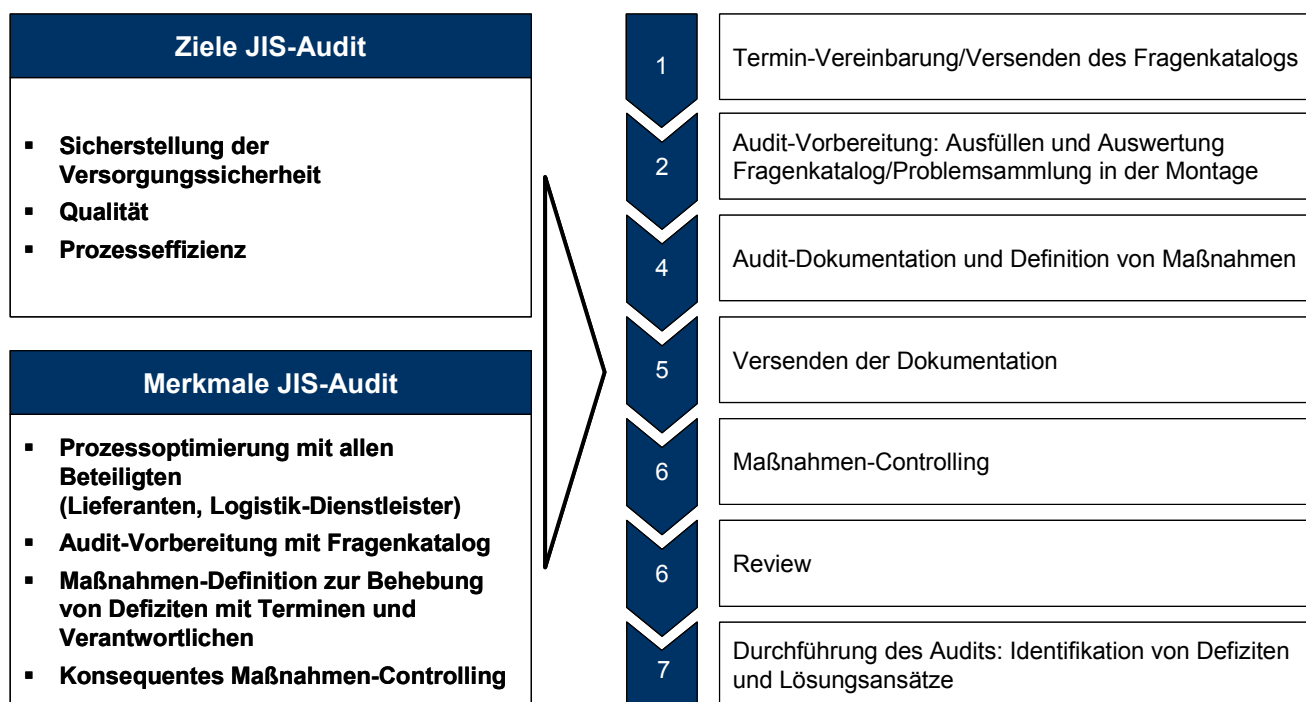 Ziele JIS-Audit
▪ Sicherstellung der
Versorgungssicherheit
▪ Qualität
▪ Prozesseffizienz
Merkmale JIS-Audit
▪ Prozessoptimierung mit allen
Beteiligten
(Lieferanten, Logistik-Dienstleister)
▪ Audit-Vorbereitung mit Fragenkatalog
▪ Maßnahmen-Definition zur Behebung
von Defiziten mit Terminen und
Verantwortlichen
▪ Konsequentes Maßnahmen-Controlling
1
Termin-Vereinbarung/Versenden des Fragenkatalogs
2
Audit-Vorbereitung: Ausfüllen und Auswertung
Fragenkatalog/Problemsammlung in der Montage
4
Audit-Dokumentation und Definition von Maßnahmen
5
Versenden der Dokumentation
6
Maßnahmen-Controlling
6
Review
7
Durchführung des Audits: Identifikation von Defiziten
und Lösungsansätze